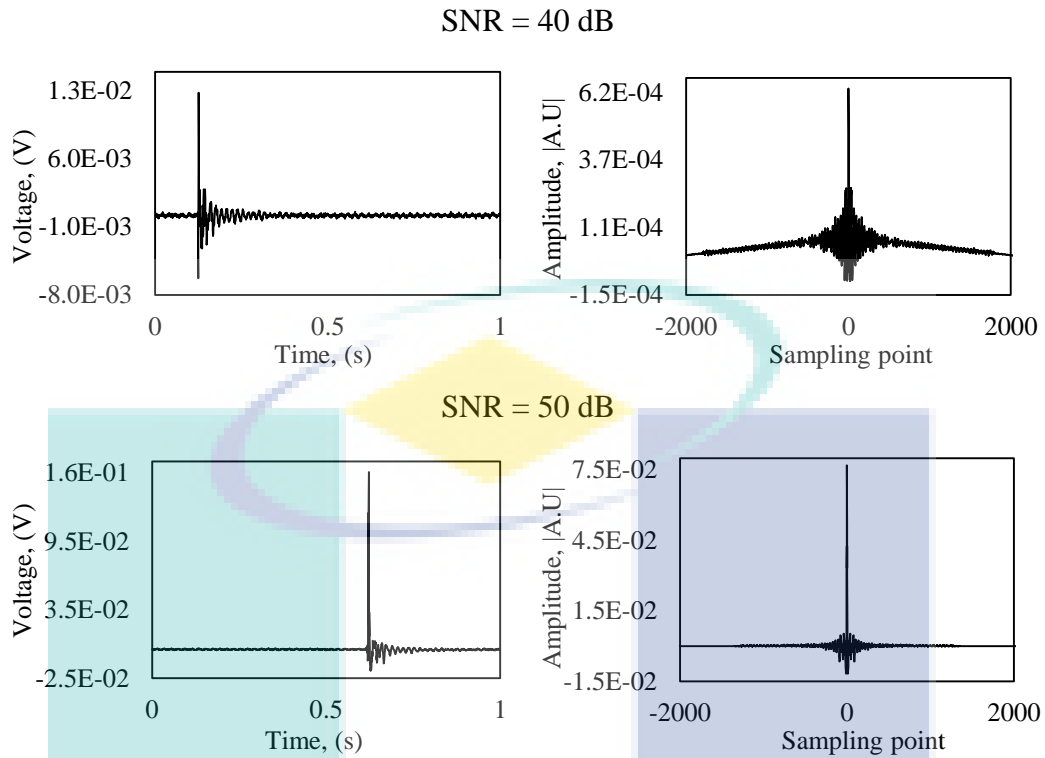 SNR = 40 dB
Voltage, (V)
1.3E-02
6.0E-03
-1.0E-03
-8.0E-03
0
0.5
1
Time, (s)
Amplitude, |A.U|
6.2E-04
3.7E-04
1.1E-04
-1.5E-04
-2000
0
2000
Sampling point
SNR = 50 dB
Voltage, (V)
1.6E-01
9.5E-02
3.5E-02
-2.5E-02
0
0.5
1
Time, (s)
Amplitude, |A.U|
7.5E-02
4.5E-02
1.5E-02
-1.5E-02
-2000
0
2000
Sampling point